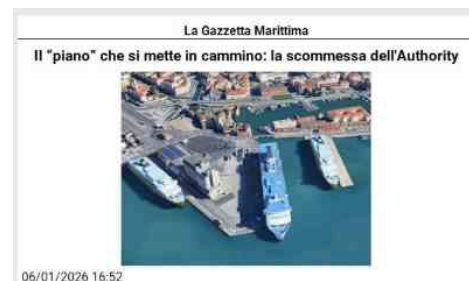 La Gazzetta Marittima
Il "piano" che si mette in cammino: la scommessa dell'Authority
06/01/2026 16:52